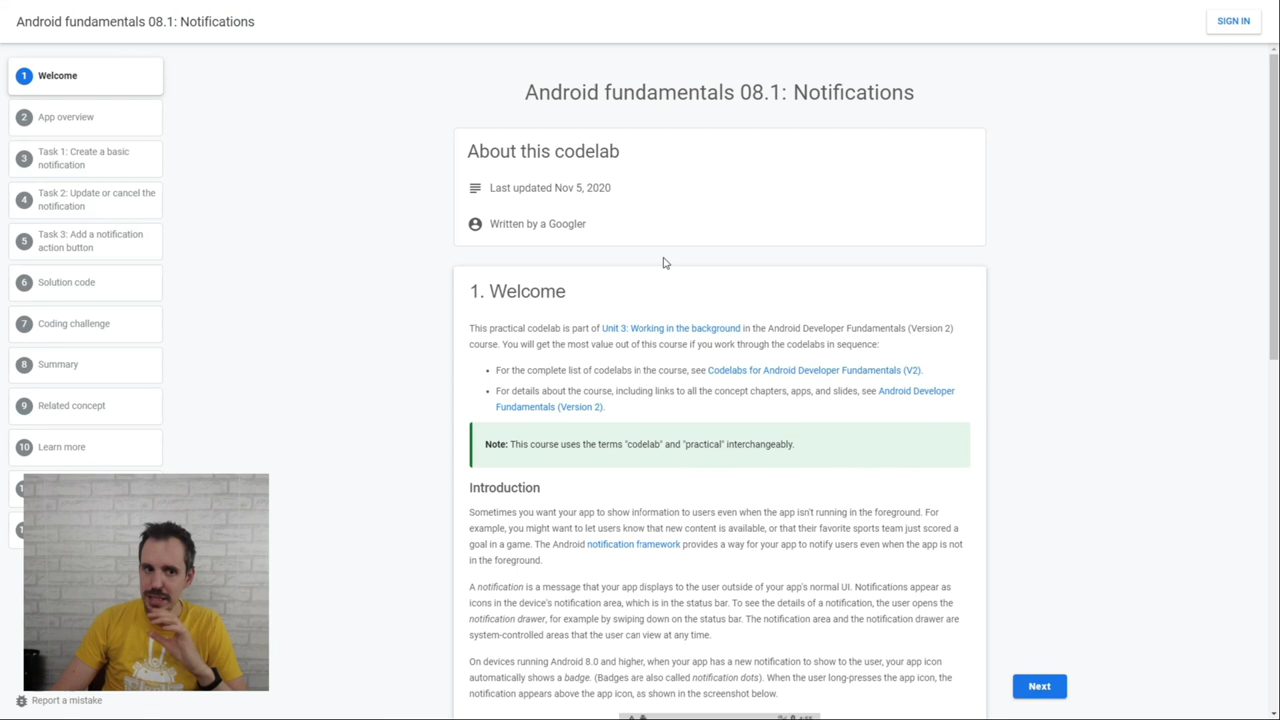 Android fundamentals 08.1: Notifications
SIGN IN
1 Welcome
2 App overview
3 Task 1: Create a basic
notification
4 Task 2: Update or cancel the
notification
5 Task 3: Add a notification
action button
6 Solution code
7 Coding challenge
8 Summary
9 Related concept
10 Learn more
Report a mistake
Android fundamentals 08.1: Notifications
About this codelab
Last updated Nov 5, 2020
Written by a Googler
1. Welcome
This practical codelab is part of Unit 3: Working in the background in the Android Developer Fundamentals (Version 2)
course. You will get the most value out of this course if you work through the codelabs in sequence:
• For the complete list of codelabs in the course, see Codelabs for Android Developer Fundamentals (V2).
• For details about the course, including links to all the concept chapters, apps, and slides, see Android Developer
Fundamentals (Version 2).
Note: This course uses the terms "codelab" and "practical" interchangeably.
Introduction
Sometimes you want your app to show information to users even when the app isn't running in the foreground. For
example, you might want to let users know that new content is available, or that their favorite sports team just scored a
goal in a game. The Android notification framework provides a way for your app to notify users even when the app is not
in the foreground.
A notification is a message that your app displays to the user outside of your app's normal UI. Notifications appear as
icons in the device's notification area, which is in the status bar. To see the details of a notification, the user opens the
notification drawer, for example by swiping down on the status bar. The notification area and the notification drawer are
system-controlled areas that the user can view at any time.
On devices running Android 8.0 and higher, when your app has a new notification to show to the user, your app icon
automatically shows a badge. (Badges are also called notification dots). When the user long-presses the app icon, the
notification appears above the app icon, as shown in the screenshot below.
Next